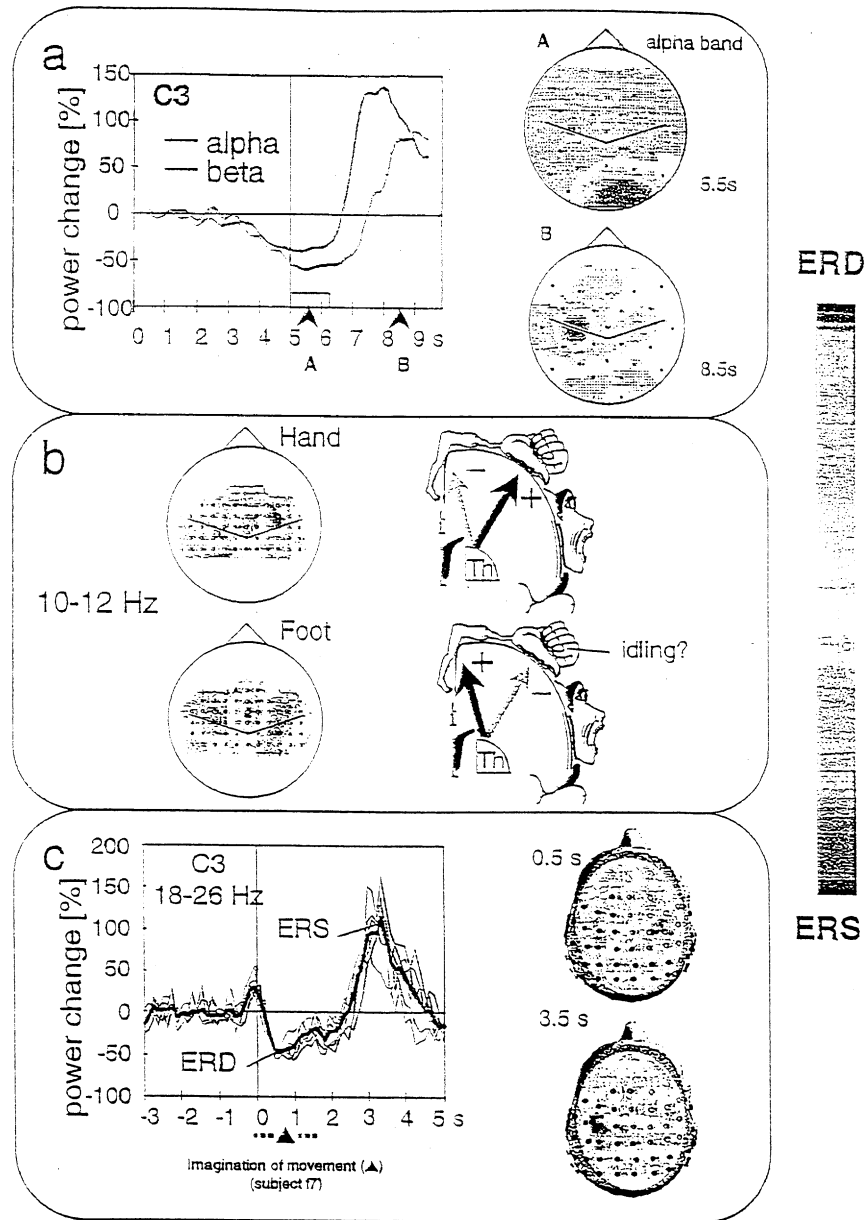 a
power change [%]
150
100
50
0
-50
-100
C3
alpha
beta
0 1 2 3 4 5 6 7 8 9 s
A
B
A
alpha band
5.5s
B
8.5s
ERD
ERS
b
10-12 Hz
Hand
Foot
-
+
Th
+
-
Th
idling?
c
power change [%]
200
150
100
50
0
-50
-100
C3
18-26 Hz
ERS
ERD
-3 -2 -1 0 1 2 3 4 5 s
Imagination of movement (▲)
(subject f7)
0.5 s
3.5 s